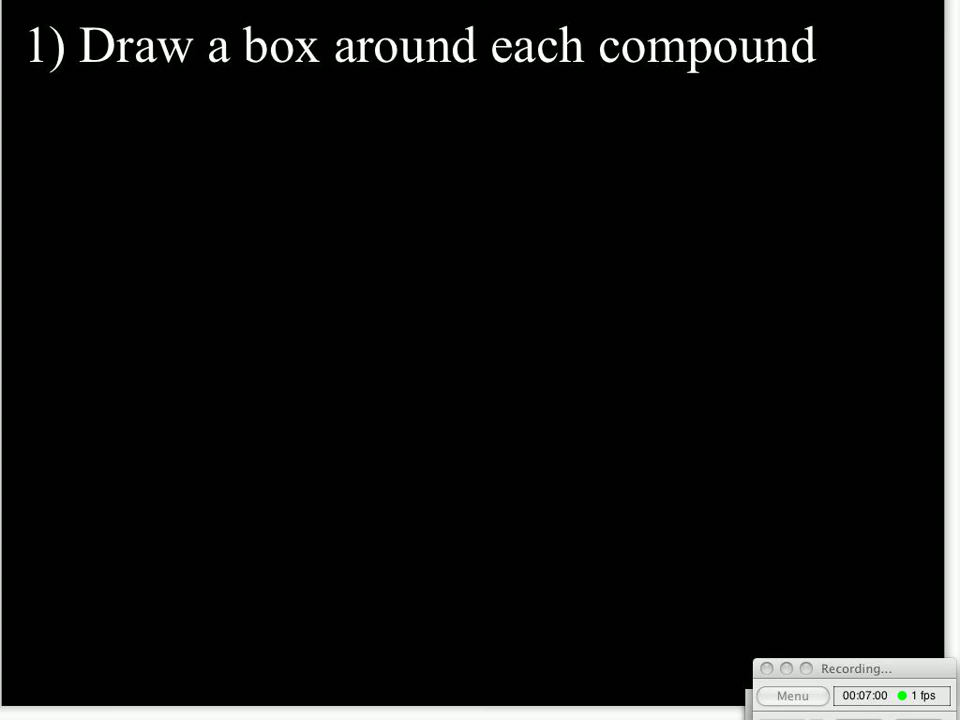 1) Draw a box around each compound
Recording...
Menu
00:07:00
1 fps